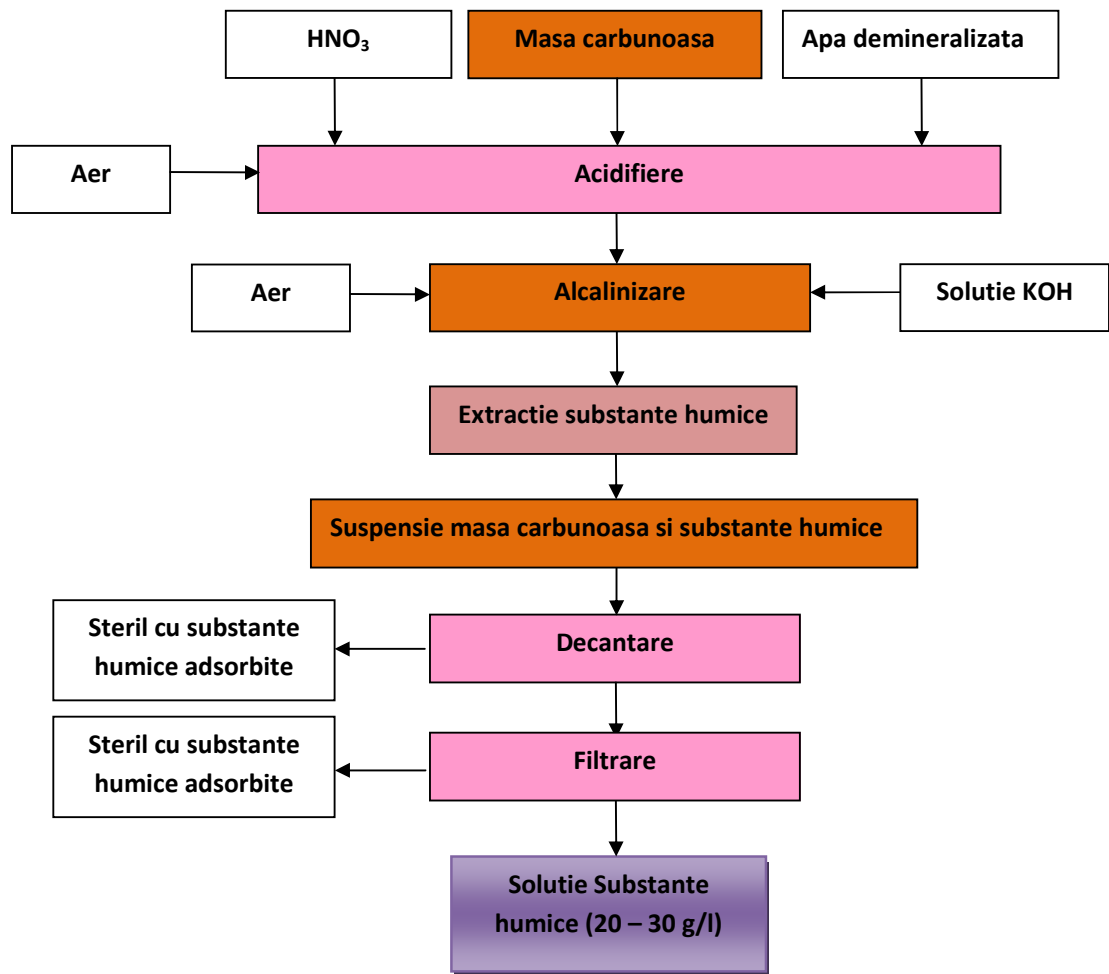 HNO₃
Masa carbunoasa
Apa demineralizata
Aer
Acidifiere
Aer
Alcalinizare
Solutie KOH
Extractie substante humice
Suspensie masa carbunoasa si substante humice
Steril cu substante
humice adsorbite
Decantare
Steril cu substante
humice adsorbite
Filtrare
Solutie Substante
humice (20 – 30 g/l)